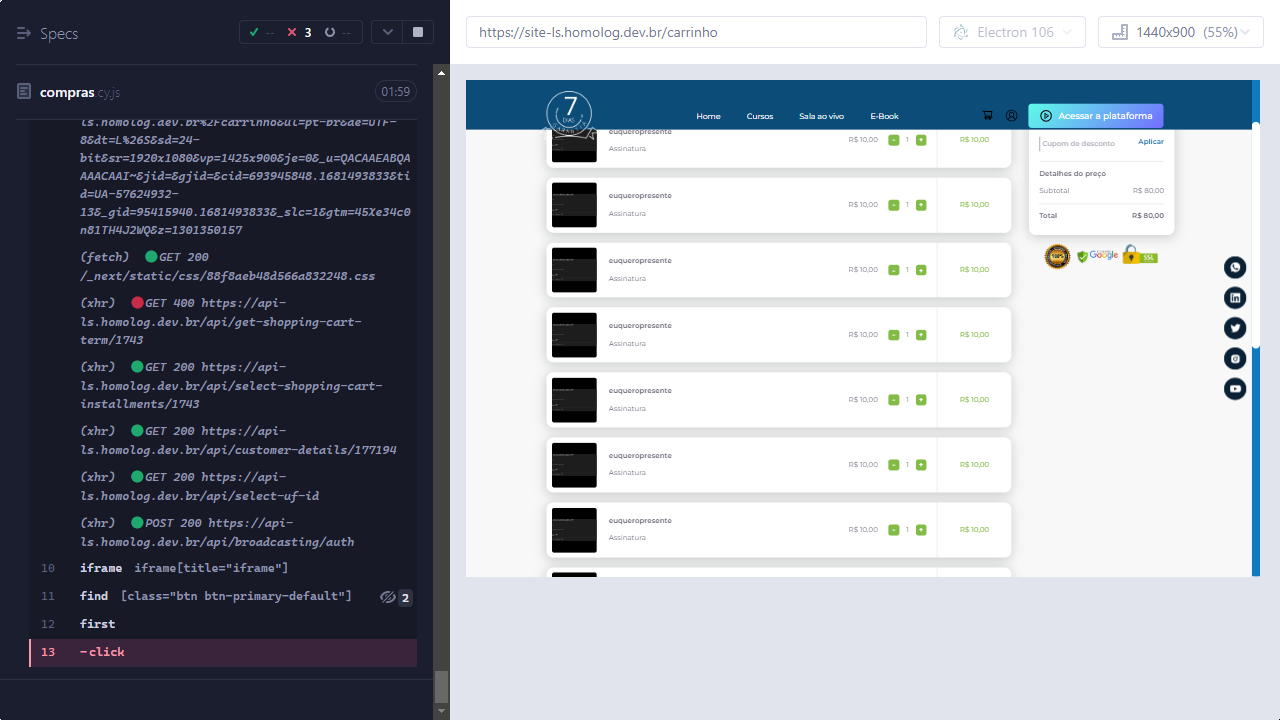 Specs
-- 3 --
compras cy.js
01:59
ls.homolog.dev.br%2Fcarrinho&ul=pt-br&de=UTF-
8&dt=L%26S&sd=24-
bit&sr=1920x1080&vp=1425x900&je=0&_u=QACAAEABQA
AAACAAI~&jid=&gjid=&cid=693945848.1681493833&ti
d=UA-57624932-
13&_gid=95415940.1681493833&_slc=1&gtm=45Xe34c0
n81TH4J2WQ&z=1301350157
(fetch) GET 200
/_next/static/css/88f8aeb48d566a832248.css
(xhr) GET 400 https://api-
ls.homolog.dev.br/api/get-shopping-cart-
term/1743
(xhr) GET 200 https://api-
ls.homolog.dev.br/api/select-shopping-cart-
installments/1743
(xhr) GET 200 https://api-
ls.homolog.dev.br/api/customer-details/177194
(xhr) GET 200 https://api-
ls.homolog.dev.br/api/select-uf-id
(xhr) POST 200 https://api-
ls.homolog.dev.br/api/broadcasting/auth
10 iframe iframe[title="iframe"]
11 find [class="btn btn-primary-default"] 2
12 first
13 -click
https://site-ls.homolog.dev.br/carrinho
Electron 106
1440x900 (55%)
7
DIAS
Home Cursos Sala ao vivo E-Book
Acessar a plataforma
euqueropresente
Assinatura
R$ 10,00 - 1 + R$ 10,00
euqueropresente
Assinatura
R$ 10,00 - 1 + R$ 10,00
euqueropresente
Assinatura
R$ 10,00 - 1 + R$ 10,00
euqueropresente
Assinatura
R$ 10,00 - 1 + R$ 10,00
euqueropresente
Assinatura
R$ 10,00 - 1 + R$ 10,00
euqueropresente
Assinatura
R$ 10,00 - 1 + R$ 10,00
euqueropresente
Assinatura
R$ 10,00 - 1 + R$ 10,00
Cupom de desconto Aplicar
Detalhes do preço
Subtotal R$ 80,00
Total R$ 80,00
100%
Google
SSL